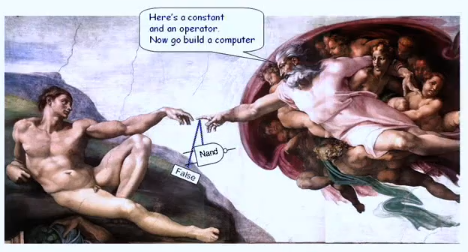 Here's a constant
and an operator.
Now go build a computer
Nand
False